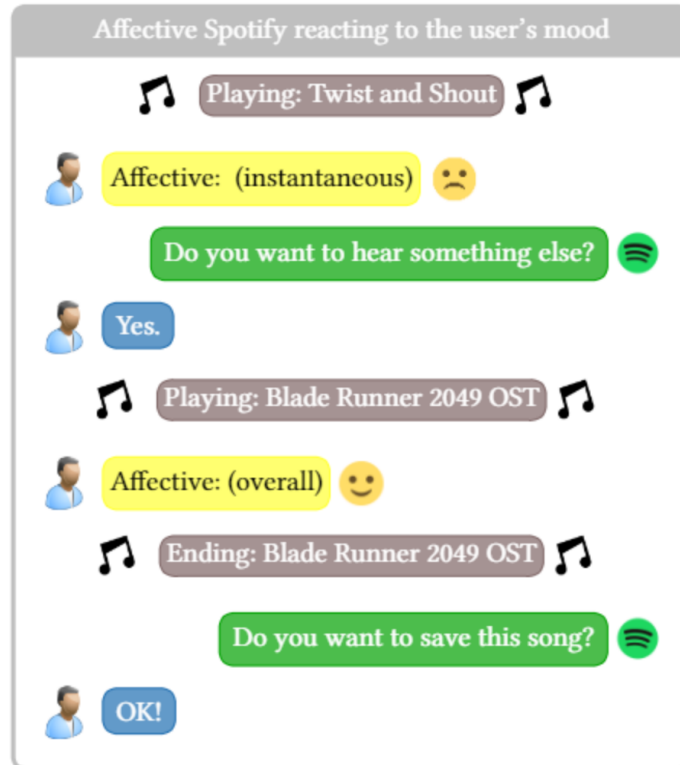 Affective Spotify reacting to the user's mood
Playing: Twist and Shout
Affective: (instantaneous)
Do you want to hear something else?
Yes.
Playing: Blade Runner 2049 OST
Affective: (overall)
Ending: Blade Runner 2049 OST
Do you want to save this song?
OK!